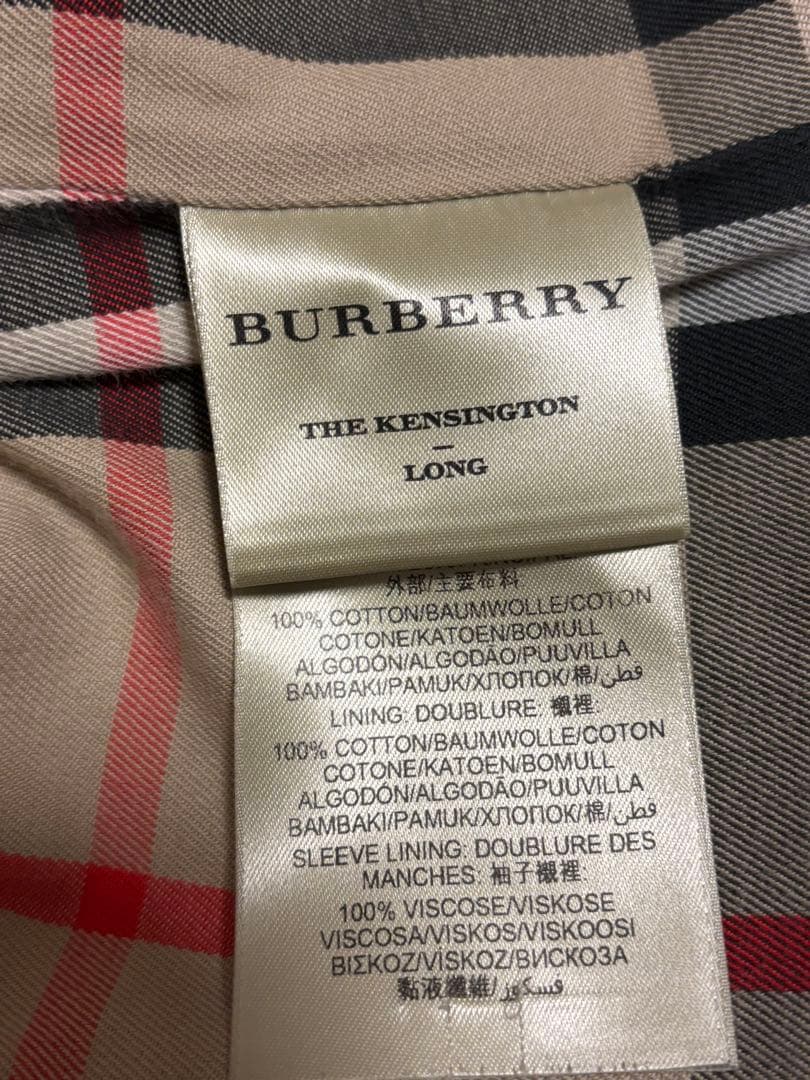 BURBERRY
THE KENSINGTON
–
LONG
外部/主要布料
100% COTTON/BAUMWOLLE/COTON
COTONE/KATOEN/BOMULL
ALGODÓN/ALGODÃO/PUUVILLA
BAMBAKI/PAMUK/ХЛОПОК/棉/قطن
LINING: DOUBLURE: 襯裡:
100% COTTON/BAUMWOLLE/COTON
COTONE/KATOEN/BOMULL
ALGODÓN/ALGODÃO/PUUVILLA
BAMBAKI/PAMUK/ХЛОПОК/棉/قطن
SLEEVE LINING: DOUBLURE DES
MANCHES: 袖子襯裡:
100% VISCOSE/VISKOSE
VISCOSA/VISKOS/VISKOOSI
ΒΙΣΚΟΖ/VISKOZ/ВИСКОЗА
黏液纖維/فسكوز